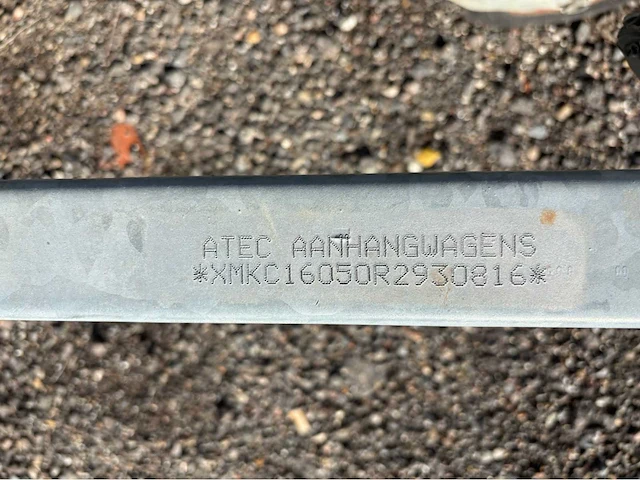 ATEC AANHANGWAGENS
*XMKC16050R2930816*